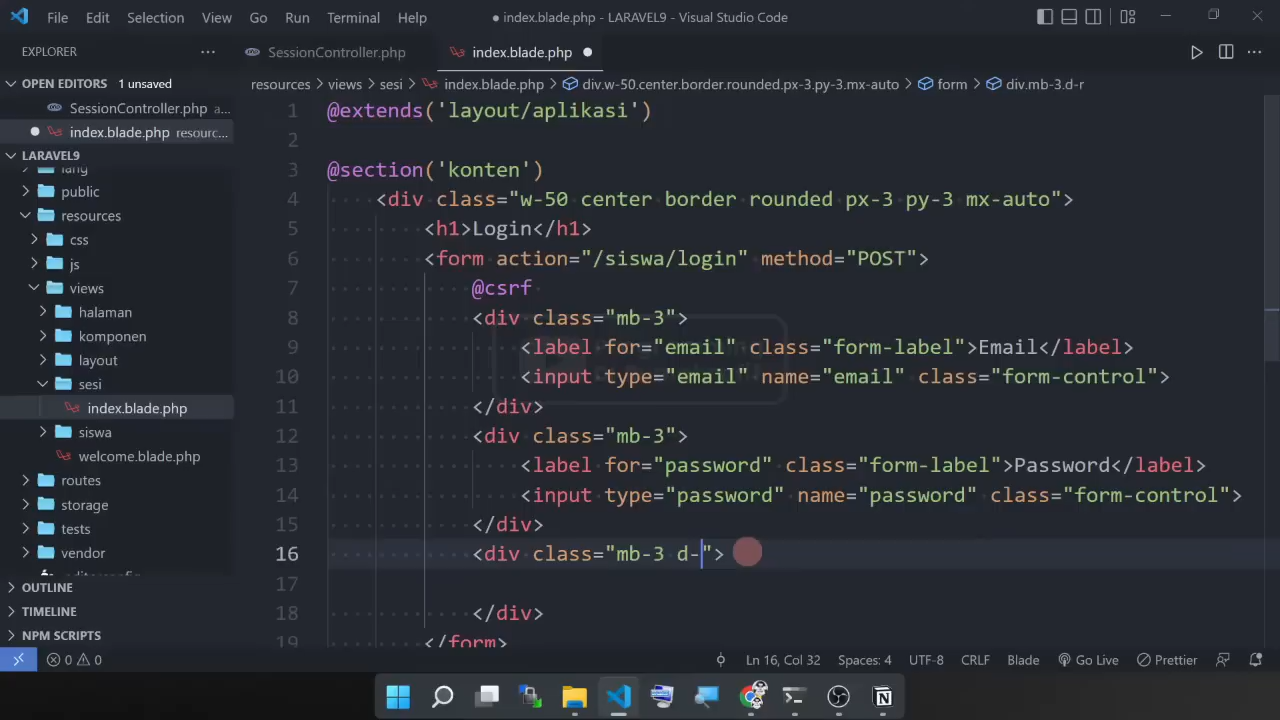 File Edit Selection View Go Run Terminal Help
● index.blade.php - LARAVEL9 - Visual Studio Code
EXPLORER
SessionController.php
index.blade.php
OPEN EDITORS 1 unsaved
resources > views > sesi > index.blade.php > div.w-50.center.border.rounded.px-3.py-3.mx-auto > form > div.mb-3.d-r
SessionController.php a...
index.blade.php resourc...
LARAVEL9
lang
public
resources
css
js
views
halaman
komponen
layout
sesi
index.blade.php
siswa
welcome.blade.php
routes
storage
tests
vendor
OUTLINE
TIMELINE
NPM SCRIPTS
1 @extends('layout/aplikasi')
2
3 @section('konten')
4 <div class="w-50 center border rounded px-3 py-3 mx-auto">
5 <h1>Login</h1>
6 <form action="/siswa/login" method="POST">
7 @csrf
8 <div class="mb-3">
9 <label for="email" class="form-label">Email</label>
10 <input type="email" name="email" class="form-control">
11 </div>
12 <div class="mb-3">
13 <label for="password" class="form-label">Password</label>
14 <input type="password" name="password" class="form-control">
15 </div>
16 <div class="mb-3 d-">
17
18 </div>
19 </form>
0 0 Ln 16, Col 32 Spaces: 4 UTF-8 CRLF Blade Go Live Prettier